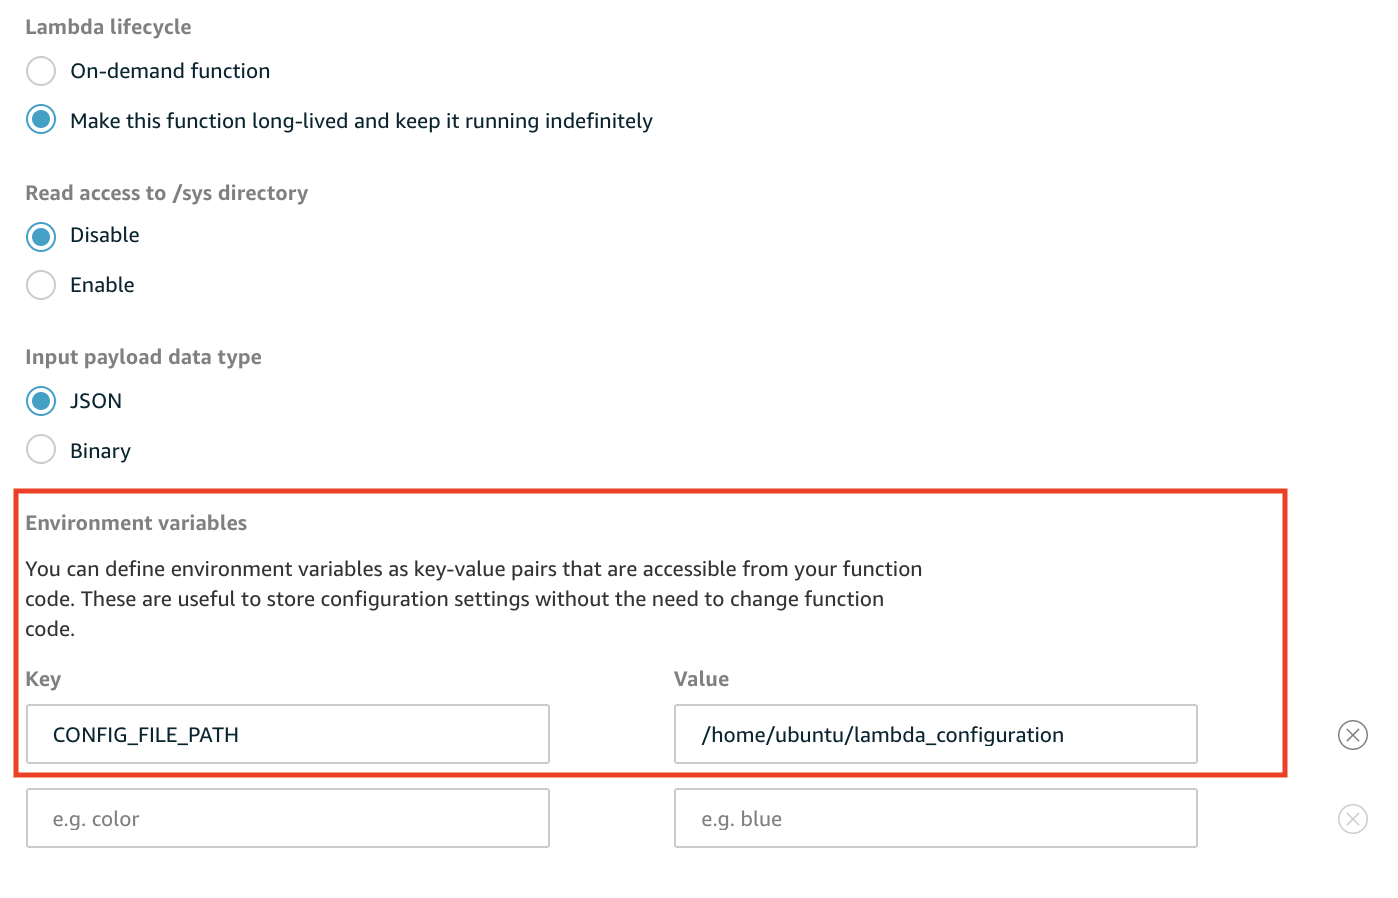 Lambda lifecycle
On-demand function
Make this function long-lived and keep it running indefinitely
Read access to /sys directory
Disable
Enable
Input payload data type
JSON
Binary
Environment variables
You can define environment variables as key-value pairs that are accessible from your function
code. These are useful to store configuration settings without the need to change function
code.
Key Value
CONFIG_FILE_PATH /home/ubuntu/lambda_configuration
e.g. color e.g. blue